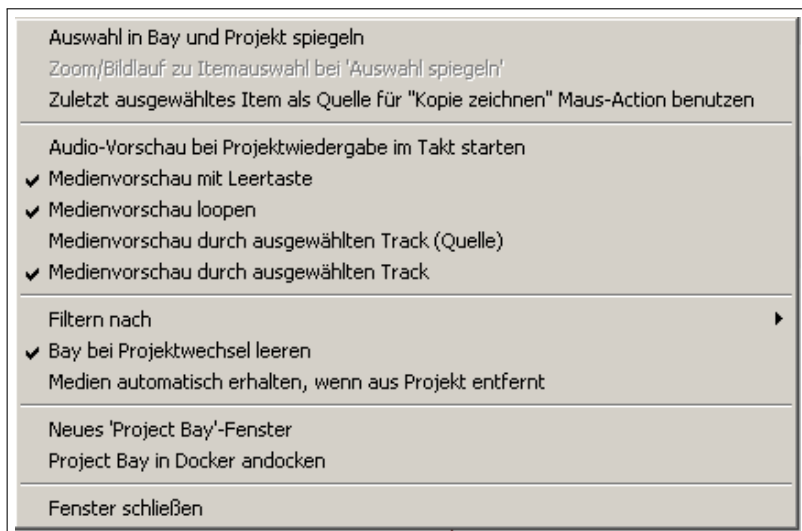 Auswahl in Bay und Projekt spiegeln
Zoom/Bildlauf zu Itemauswahl bei 'Auswahl spiegeln'
Zuletzt ausgewähltes Item als Quelle für "Kopie zeichnen" Maus-Action benutzen
Audio-Vorschau bei Projektwiedergabe im Takt starten
Medienvorschau mit Leertaste
Medienvorschau loopen
Medienvorschau durch ausgewählten Track (Quelle)
Medienvorschau durch ausgewählten Track
Filtern nach
Bay bei Projektwechsel leeren
Medien automatisch erhalten, wenn aus Projekt entfernt
Neues 'Project Bay'-Fenster
Project Bay in Docker andocken
Fenster schließen